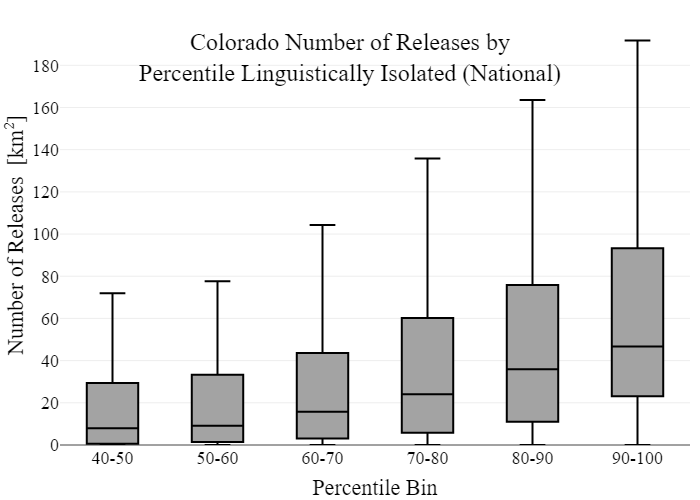 Colorado Number of Releases by
Percentile Linguistically Isolated (National)
Number of Releases [km²]
180
160
140
120
100
80
60
40
20
0
40-50 50-60 60-70 70-80 80-90 90-100
Percentile Bin